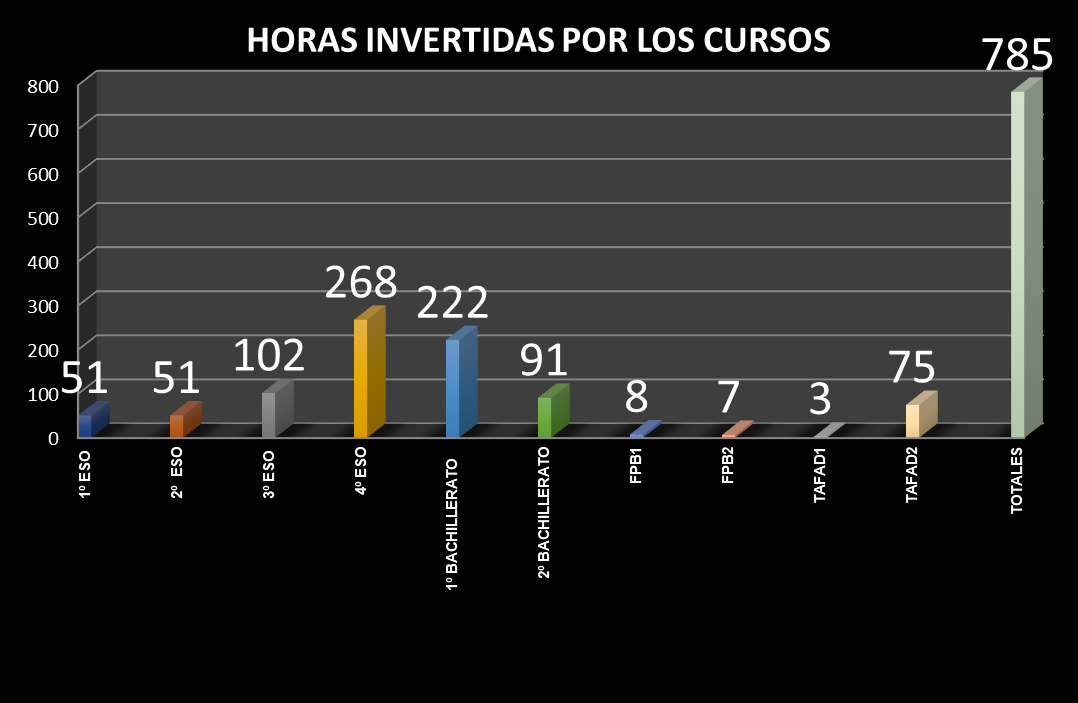 HORAS INVERTIDAS POR LOS CURSOS
800
700
600
500
400
300
200
100
0
51
51
102
268
222
91
8
7
3
75
785
1º ESO
2º ESO
3º ESO
4º ESO
1º BACHILLERATO
2º BACHILLERATO
FPB1
FPB2
TAFAD1
TAFAD2
TOTALES